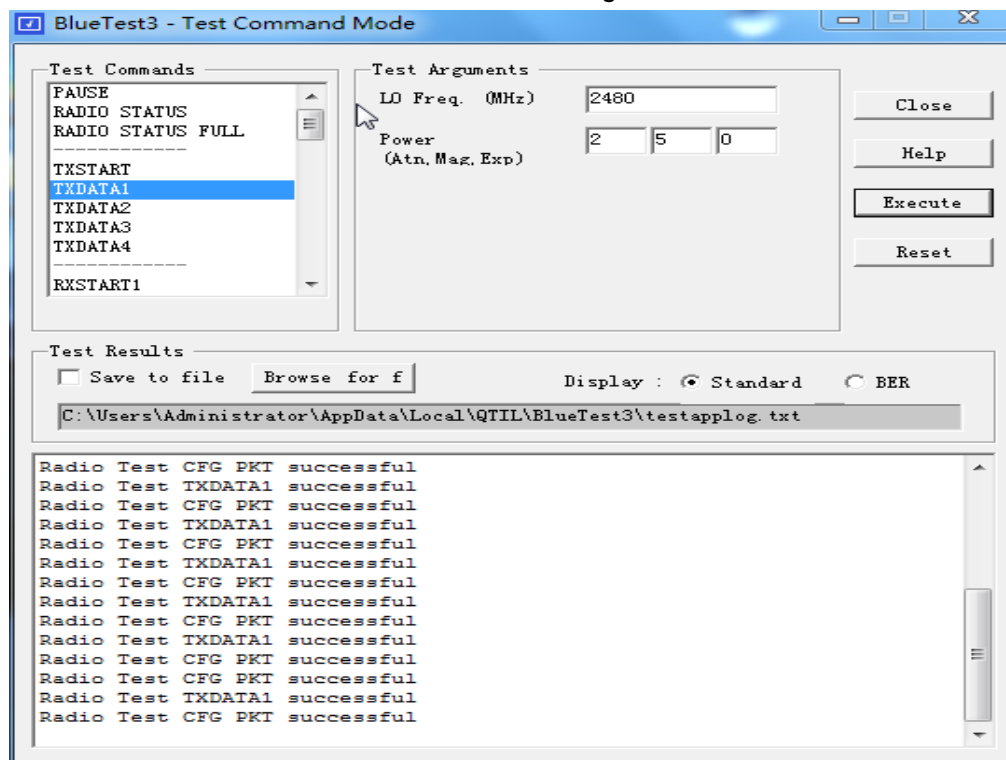 BlueTest3 - Test Command Mode
Test Commands
PAUSE
RADIO STATUS
RADIO STATUS FULL
------------
TXSTART
TXDATA1
TXDATA2
TXDATA3
TXDATA4
------------
RXSTART1
Test Arguments
LO Freq. (MHz) 2480
Power 2 5 0
(Atn, Mag, Exp)
Close
Help
Execute
Reset
Test Results
Save to file Browse for f Display : Standard BER
C:\Users\Administrator\AppData\Local\QTIL\BlueTest3\testapplog.txt
Radio Test CFG PKT successful
Radio Test TXDATA1 successful
Radio Test CFG PKT successful
Radio Test TXDATA1 successful
Radio Test CFG PKT successful
Radio Test TXDATA1 successful
Radio Test CFG PKT successful
Radio Test TXDATA1 successful
Radio Test CFG PKT successful
Radio Test TXDATA1 successful
Radio Test CFG PKT successful
Radio Test CFG PKT successful
Radio Test TXDATA1 successful
Radio Test CFG PKT successful